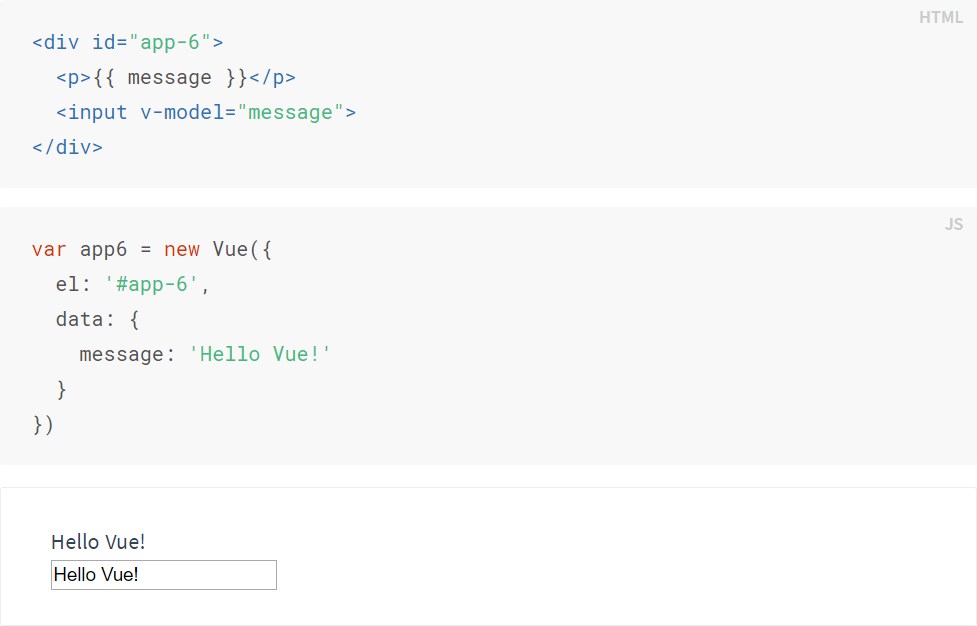 HTML
<div id="app-6">
  <p>{{ message }}</p>
  <input v-model="message">
</div>
JS
var app6 = new Vue({
  el: '#app-6',
  data: {
    message: 'Hello Vue!'
  }
})
Hello Vue!
Hello Vue!